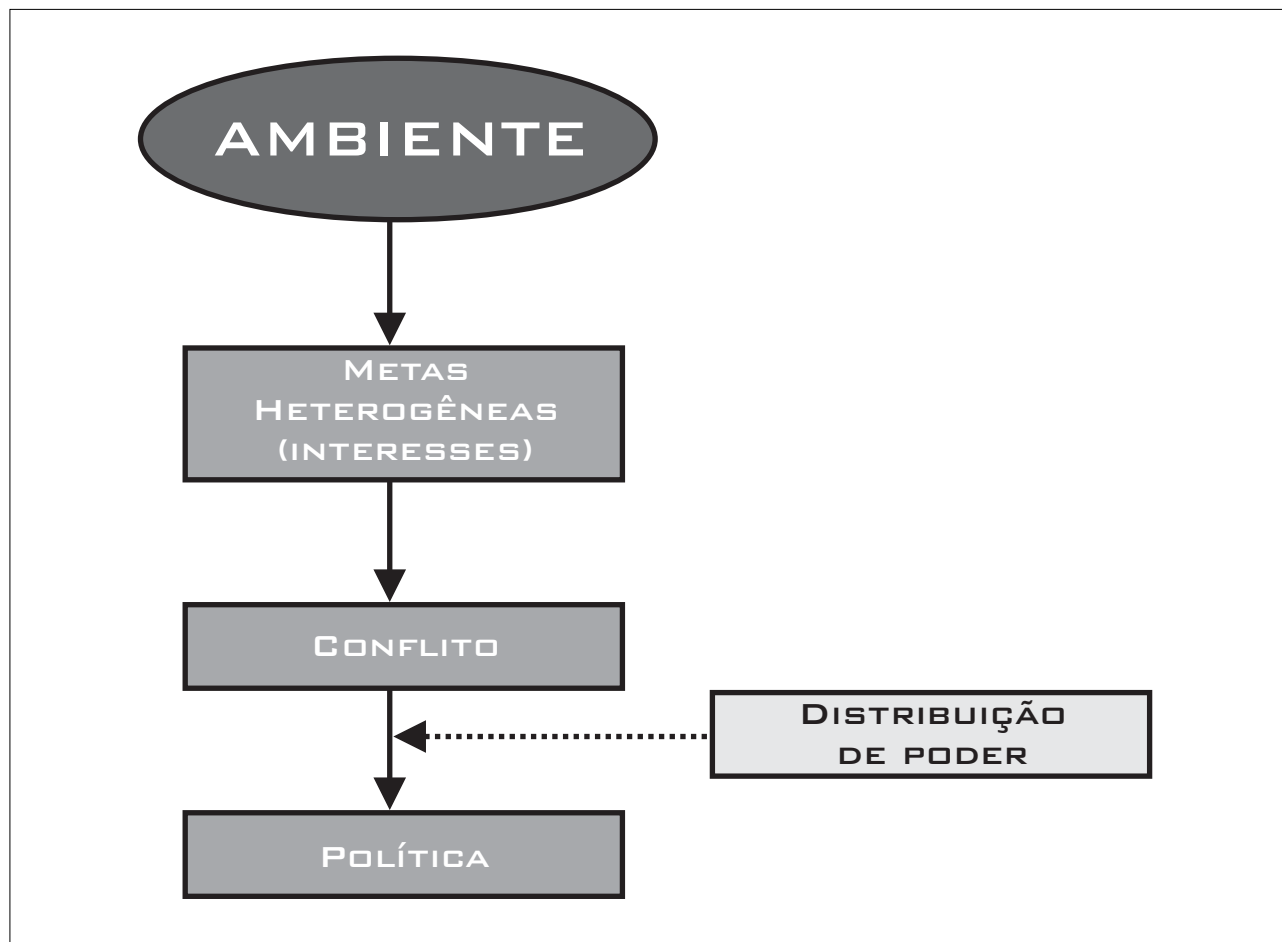 AMBIENTE
METAS
HETEROGÊNEAS
(INTERESSES)
CONFLITO
DISTRIBUIÇÃO
DE PODER
POLÍTICA